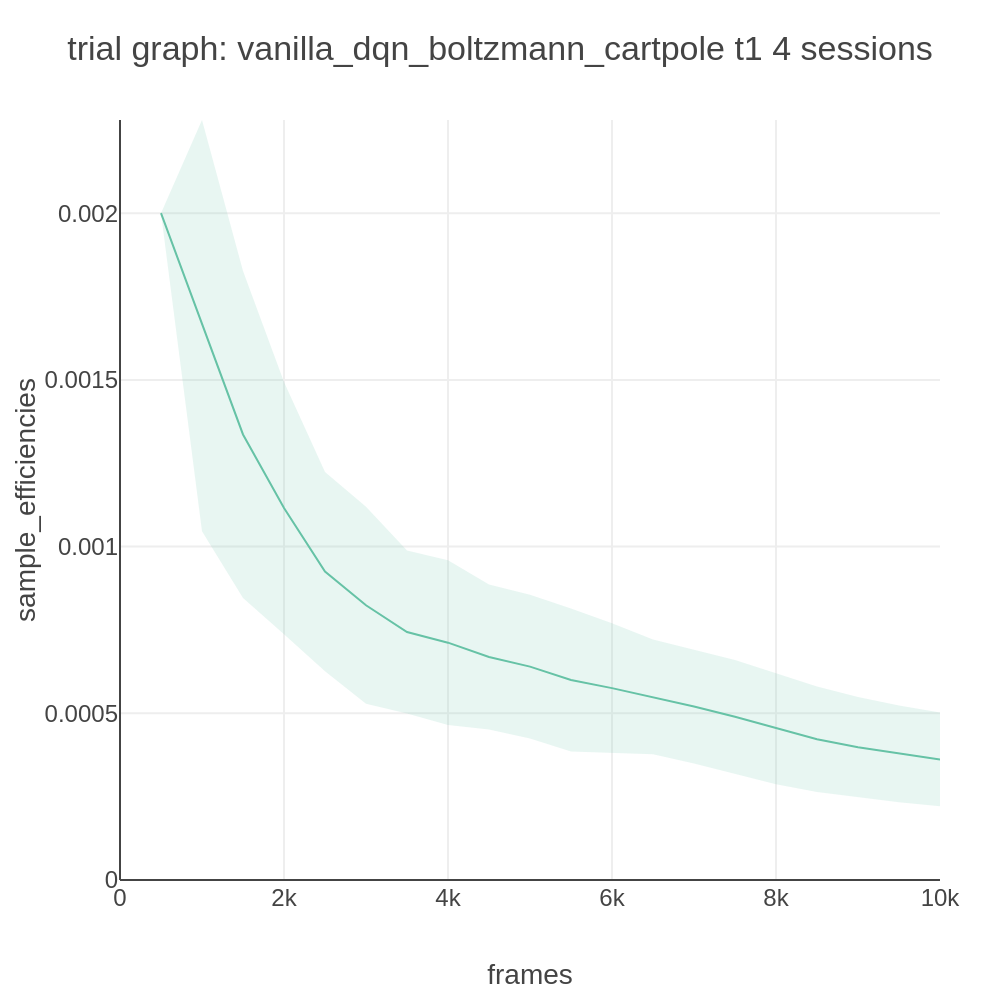 trial graph: vanilla_dqn_boltzmann_cartpole t1 4 sessions
0.002
0.0015
0.001
0.0005
0
sample_efficiencies
0
2k
4k
6k
8k
10k
frames